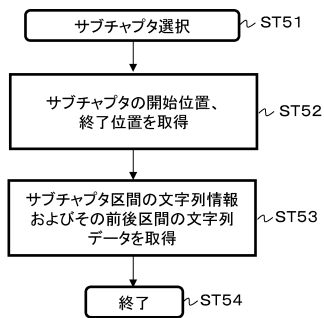 サブチャプタ選択
ST51
サブチャプタの開始位置、
終了位置を取得
ST52
サブチャプタ区間の文字列情報
およびその前後区間の文字列
データを取得
ST53
終了
ST54